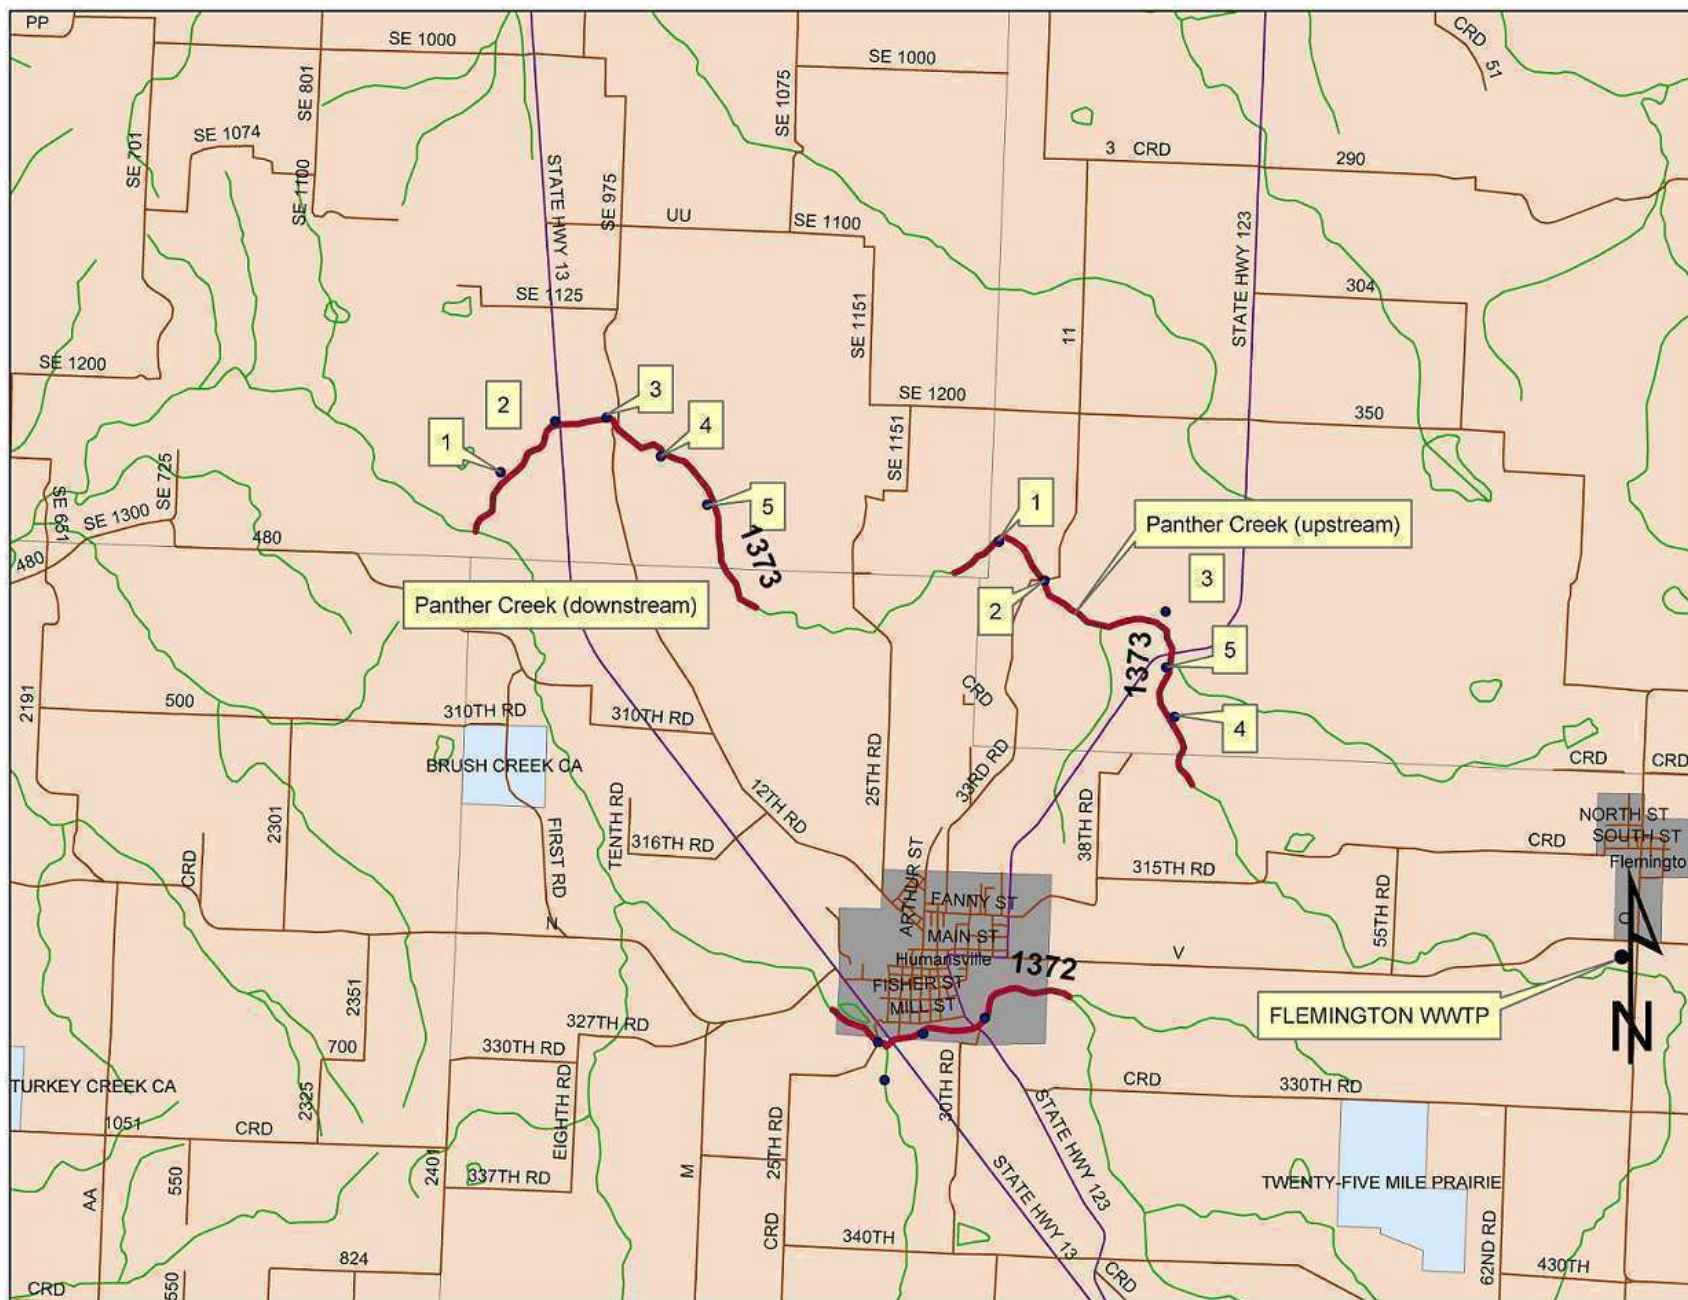 PP
SE 1000
SE 1000
CRD
51
SE 801
SE 1075
SE 701
SE 1074
3 CRD
290
SE 1100
STATE HWY 13
SE 975
UU
SE 1100
STATE HWY 123
SE 1125
304
SE 1151
11
SE 1200
SE 1200
350
3
2
4
1
SE 1151
SE 725
5
1
SE 651
SE 1300
Panther Creek (upstream)
480
480
1373
3
2
Panther Creek (downstream)
5
1373
CRD
2191
500
310TH RD
310TH RD
4
25TH RD
33RD RD
BRUSH CREEK CA
CRD
CRD
12TH RD
2301
TENTH RD
FIRST RD
316TH RD
38TH RD
NORTH ST
SOUTH ST
CRD
Flemingto
CRD
ARTHUR ST
315TH RD
FANNY ST
55TH RD
N
MAIN ST
V
C
Humansville
1372
2351
FISHER ST
MILL ST
FLEMINGTON WWTP
N
327TH RD
700
330TH RD
TURKEY CREEK CA
2325
EIGHTH RD
30TH RD
CRD
330TH RD
1051
CRD
25TH RD
STATE HWY 123
2401
M
550
337TH RD
STATE HWY 13
TWENTY-FIVE MILE PRAIRIE
AA
CRD
340TH
62ND RD
824
430TH
CRD
550
CRD